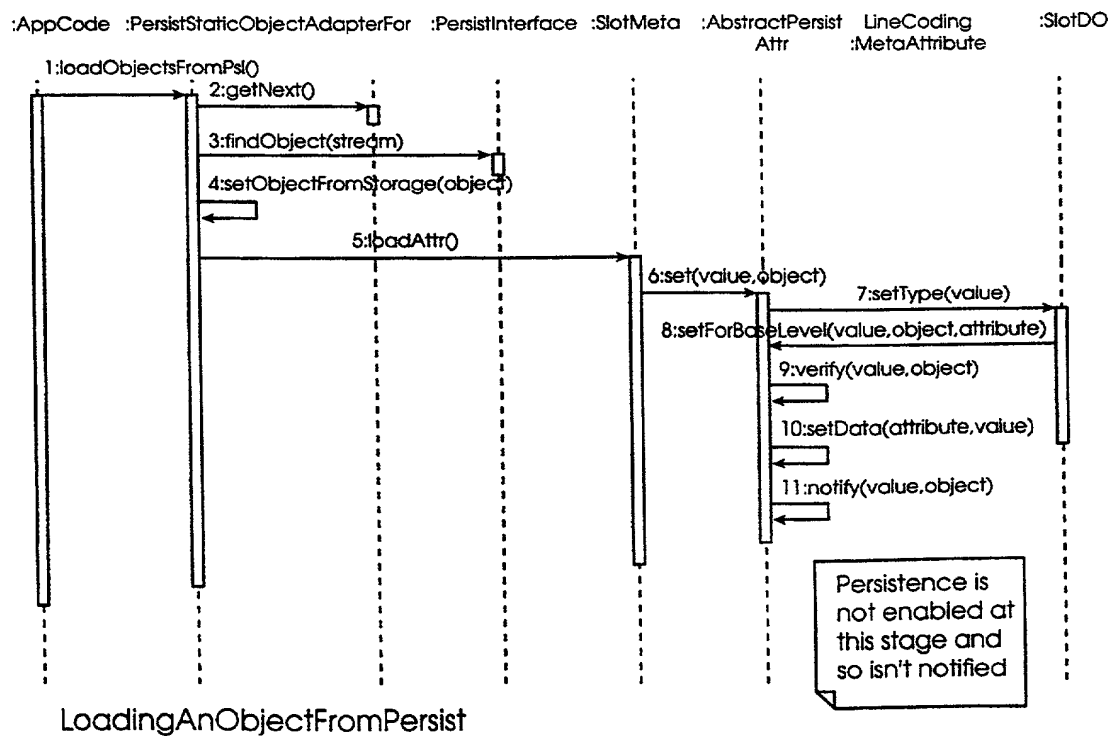 :AppCode :PersistStaticObjectAdapterFor :PersistInterface :SlotMeta :AbstractPersist LineCoding :SlotDO
Attr :MetaAttribute
1:loadObjectsFromPsl()
2:getNext()
3:findObject(stream)
4:setObjectFromStorage(object)
5:loadAttr()
6:set(value,object)
7:setType(value)
8:setForBaseLevel(value,object,attribute)
9:verify(value,object)
10:setData(attribute,value)
11:notify(value,object)
Persistence is
not enabled at
this stage and
so isn't notified
LoadingAnObjectFromPersist